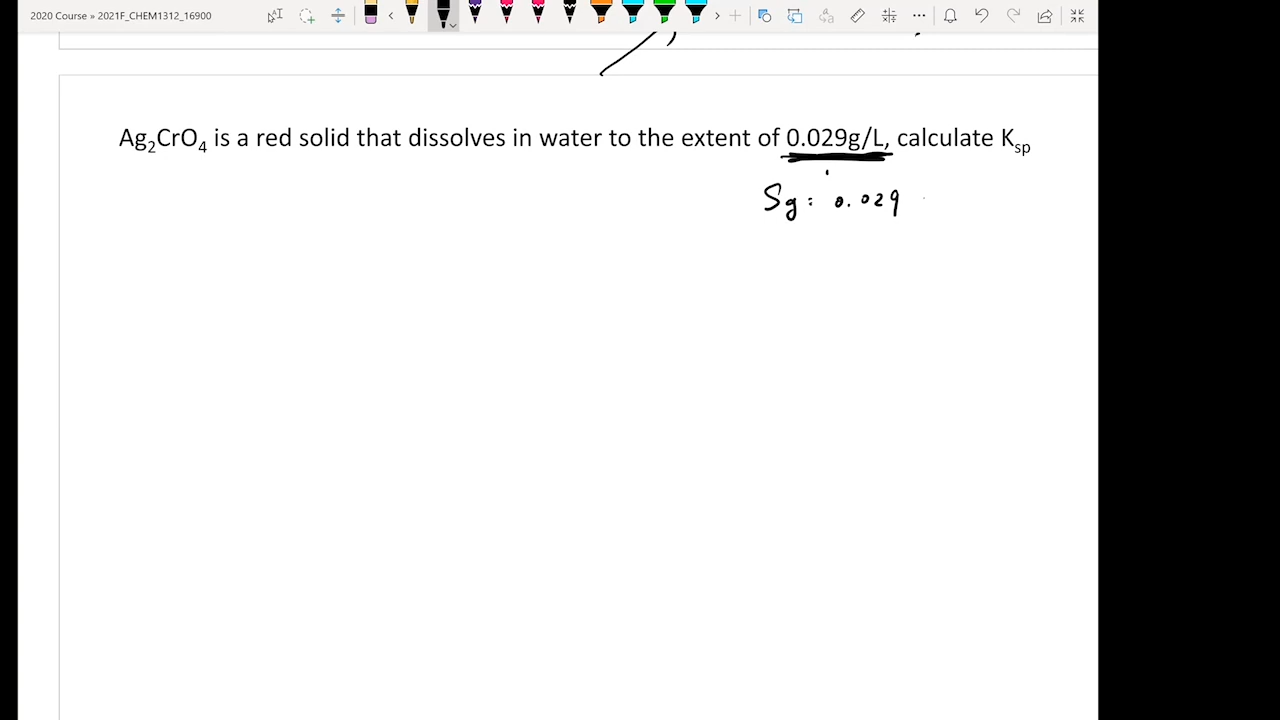 2020 Course » 2021F_CHEM1312_16900
Ag₂CrO₄ is a red solid that dissolves in water to the extent of 0.029g/L, calculate Kₛₚ
Sg = 0.029